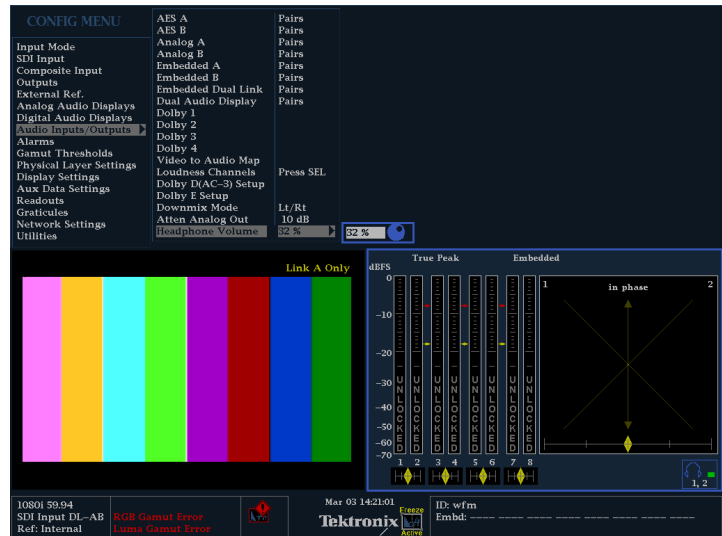 CONFIG MENU
Input Mode
SDI Input
Composite Input
Outputs
External Ref.
Analog Audio Displays
Digital Audio Displays
Audio Inputs/Outputs
Alarms
Gamut Thresholds
Physical Layer Settings
Display Settings
Aux Data Settings
Readouts
Graticules
Network Settings
Utilities
AES A Pairs
AES B Pairs
Analog A Pairs
Analog B Pairs
Embedded A Pairs
Embedded B Pairs
Embedded Dual Link Pairs
Dual Audio Display Pairs
Dolby 1
Dolby 2
Dolby 3
Dolby 4
Video to Audio Map
Loudness Channels Press SEL
Dolby D(AC-3) Setup
Dolby E Setup
Downmix Mode Lt/Rt
Atten Analog Out 10 dB
Headphone Volume 32 %
32 %
Link A Only
True Peak Embedded
dBFS
0
-10
-20
-30
-40
-50
-60
-70
UNLOCKED
UNLOCKED
UNLOCKED
UNLOCKED
UNLOCKED
UNLOCKED
UNLOCKED
UNLOCKED
1 2 3 4 5 6 7 8
1 in phase 2
1, 2
1080i 59.94
SDI Input DL-AB
Ref: Internal
RGB Gamut Error
Luma Gamut Error
Mar 03 14:21:01
Tektronix
Freeze
Active
ID: wfm
Embd: ---- ---- ---- ---- ---- ---- ---- ----